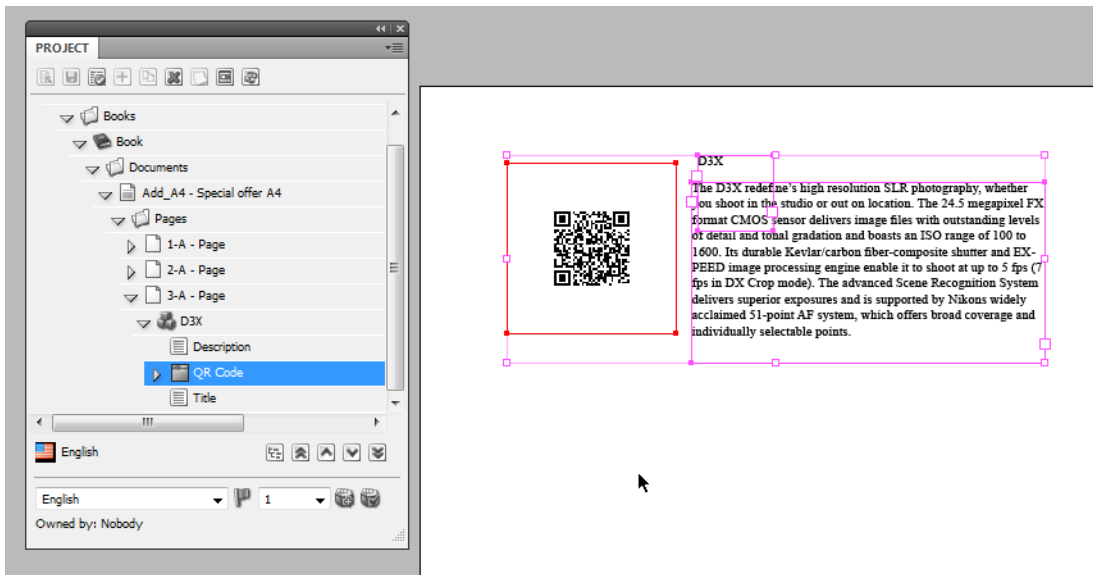 PROJECT
Books
Book
Documents
Add_A4 - Special offer A4
Pages
1-A - Page
2-A - Page
3-A - Page
D3X
Description
QR Code
Title
English
English
1
Owned by: Nobody
D3X
The D3X redefine's high resolution SLR photography, whether
you shoot in the studio or out on location. The 24.5 megapixel FX
format CMOS sensor delivers image files with outstanding levels
of detail and tonal gradation and boasts an ISO range of 100 to
1600. Its durable Kevlar/carbon fiber-composite shutter and EX-
PEED image processing engine enable it to shoot at up to 5 fps (7
fps in DX Crop mode). The advanced Scene Recognition System
delivers superior exposures and is supported by Nikons widely
acclaimed 51-point AF system, which offers broad coverage and
individually selectable points.